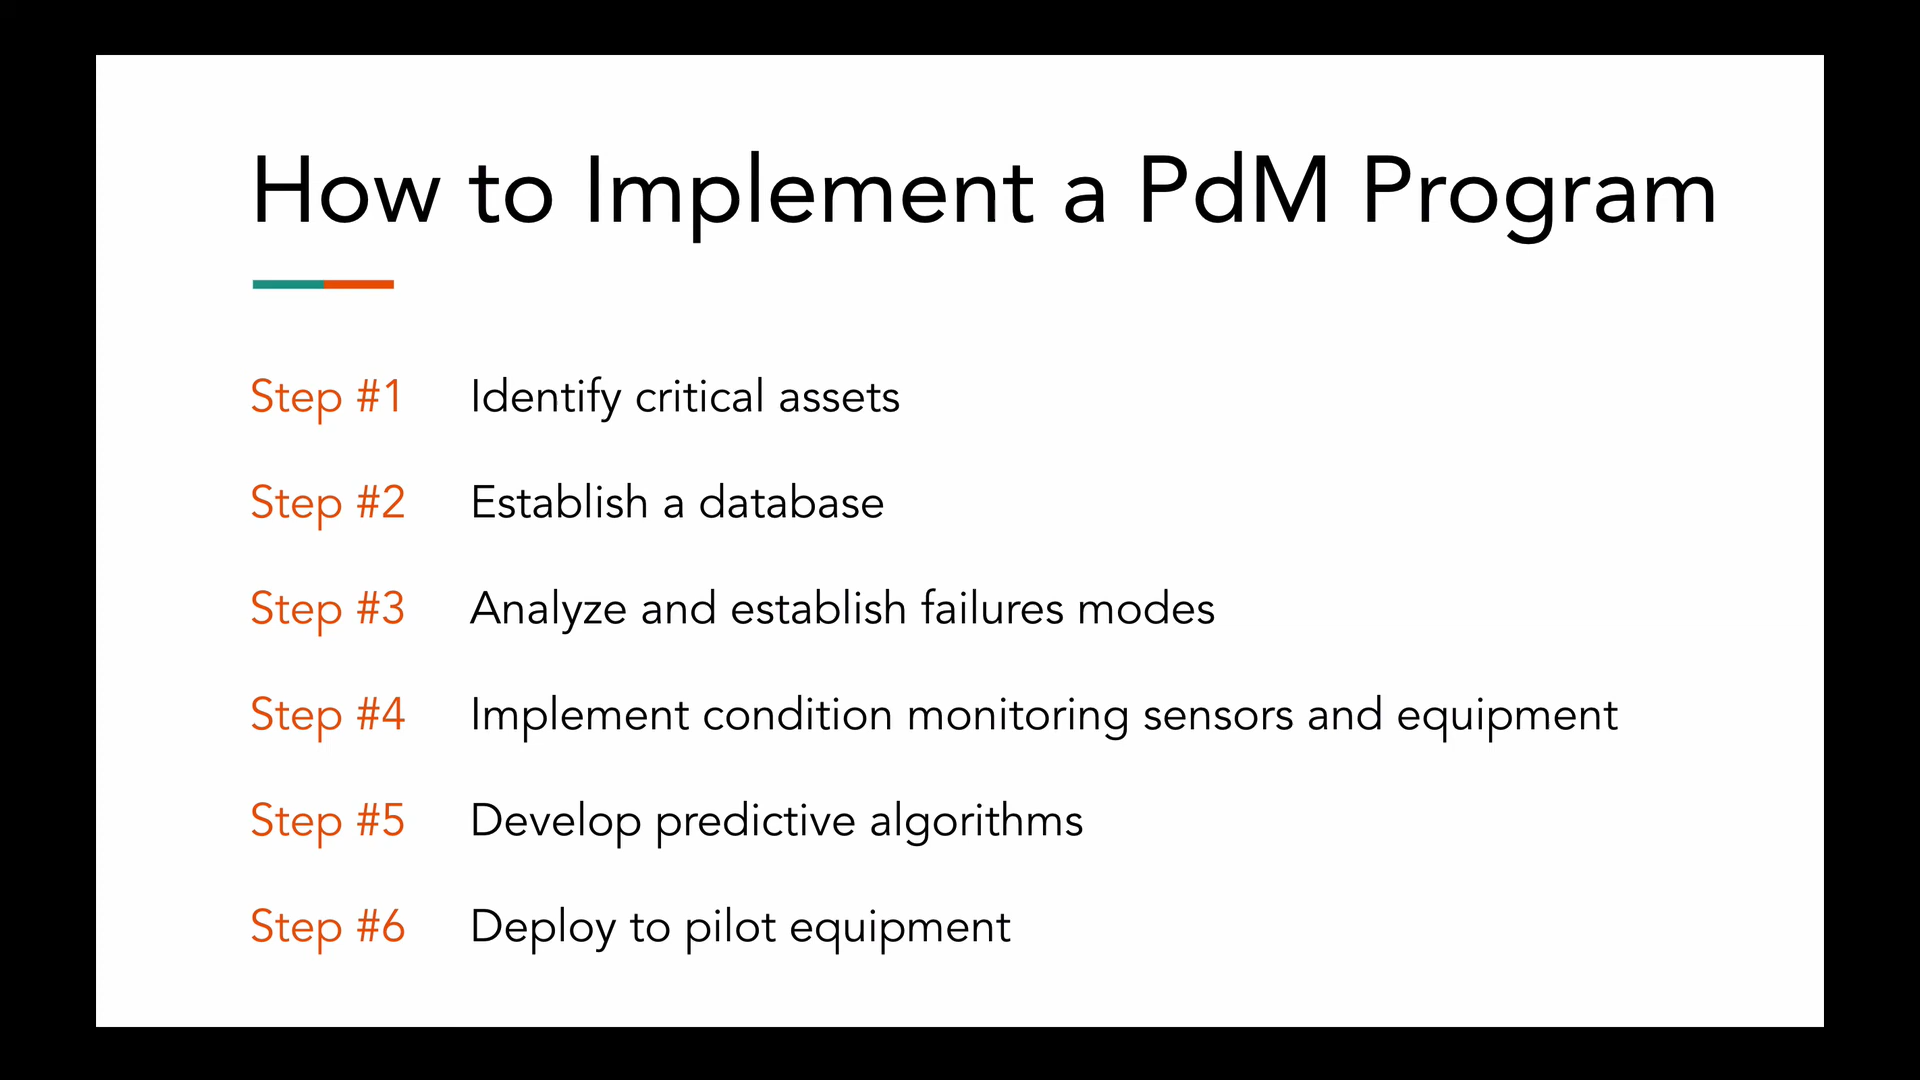 How to Implement a PdM Program
Step #1 Identify critical assets
Step #2 Establish a database
Step #3 Analyze and establish failures modes
Step #4 Implement condition monitoring sensors and equipment
Step #5 Develop predictive algorithms
Step #6 Deploy to pilot equipment